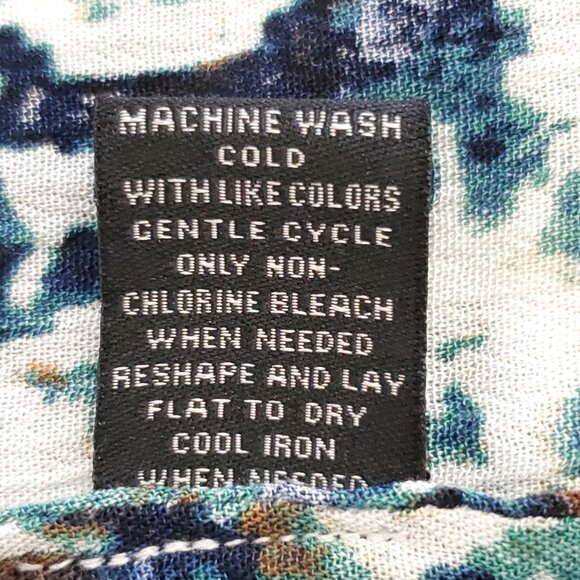 MACHINE WASH
COLD
WITH LIKE COLORS
GENTLE CYCLE
ONLY NON-
CHLORINE BLEACH
WHEN NEEDED
RESHAPE AND LAY
FLAT TO DRY
COOL IRON
WHEN NEEDED